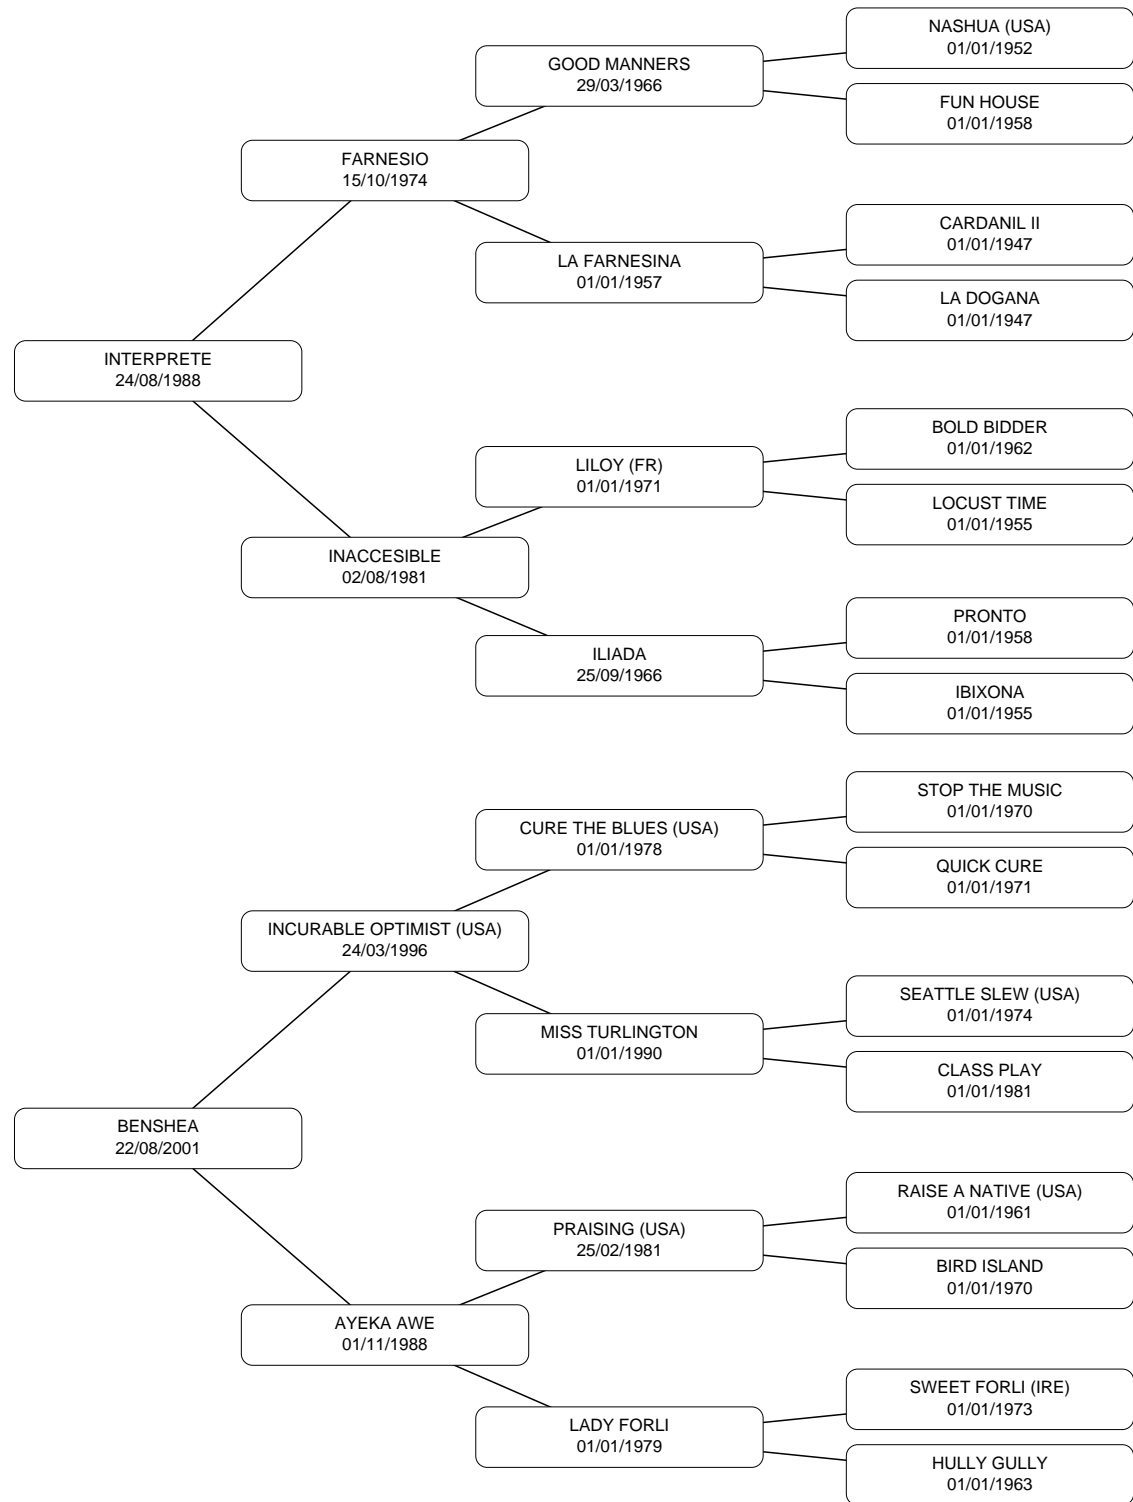 NASHUA (USA)
01/01/1952
GOOD MANNERS
29/03/1966
FUN HOUSE
01/01/1958
FARNESIO
15/10/1974
CARDANIL II
01/01/1947
LA FARNESINA
01/01/1957
LA DOGANA
01/01/1947
INTERPRETE
24/08/1988
BOLD BIDDER
01/01/1962
LILOY (FR)
01/01/1971
LOCUST TIME
01/01/1955
INACCESIBLE
02/08/1981
PRONTO
01/01/1958
ILIADA
25/09/1966
IBIXONA
01/01/1955
STOP THE MUSIC
01/01/1970
CURE THE BLUES (USA)
01/01/1978
QUICK CURE
01/01/1971
INCURABLE OPTIMIST (USA)
24/03/1996
SEATTLE SLEW (USA)
01/01/1974
MISS TURLINGTON
01/01/1990
CLASS PLAY
01/01/1981
BENSHEA
22/08/2001
RAISE A NATIVE (USA)
01/01/1961
PRAISING (USA)
25/02/1981
BIRD ISLAND
01/01/1970
AYEKA AWE
01/11/1988
SWEET FORLI (IRE)
01/01/1973
LADY FORLI
01/01/1979
HULLY GULLY
01/01/1963